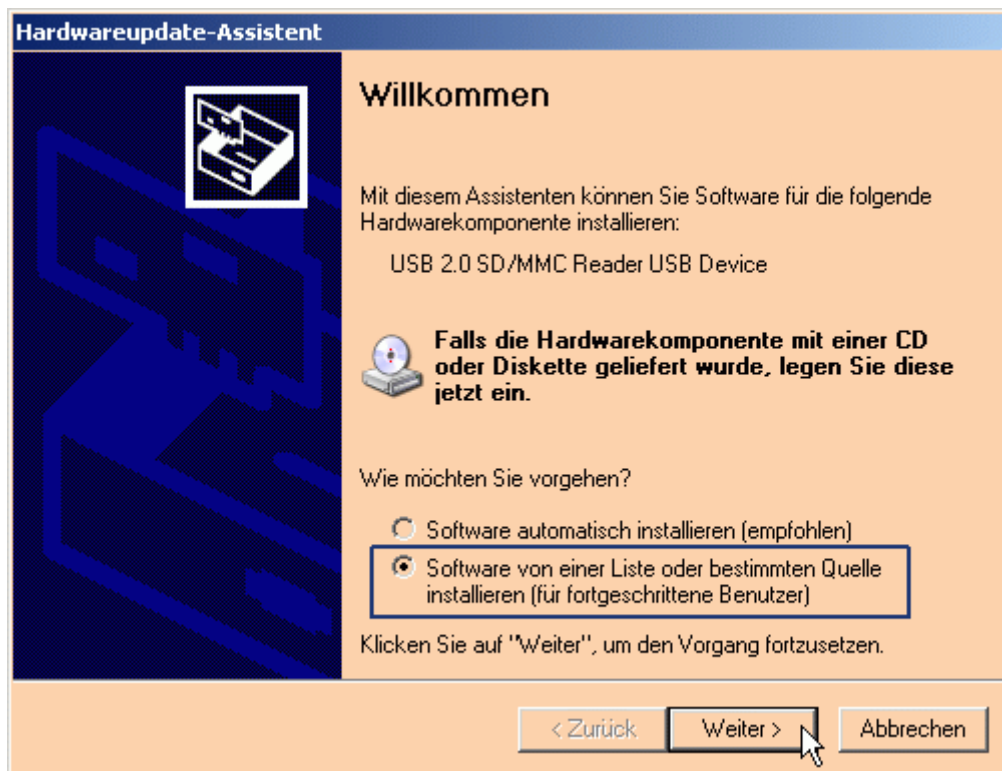 Hardwareupdate-Assistent
Willkommen
Mit diesem Assistenten können Sie Software für die folgende
Hardwarekomponente installieren:
USB 2.0 SD/MMC Reader USB Device
Falls die Hardwarekomponente mit einer CD
oder Diskette geliefert wurde, legen Sie diese
jetzt ein.
Wie möchten Sie vorgehen?
Software automatisch installieren (empfohlen)
Software von einer Liste oder bestimmten Quelle
installieren (für fortgeschrittene Benutzer)
Klicken Sie auf "Weiter", um den Vorgang fortzusetzen.
< Zurück Weiter > Abbrechen